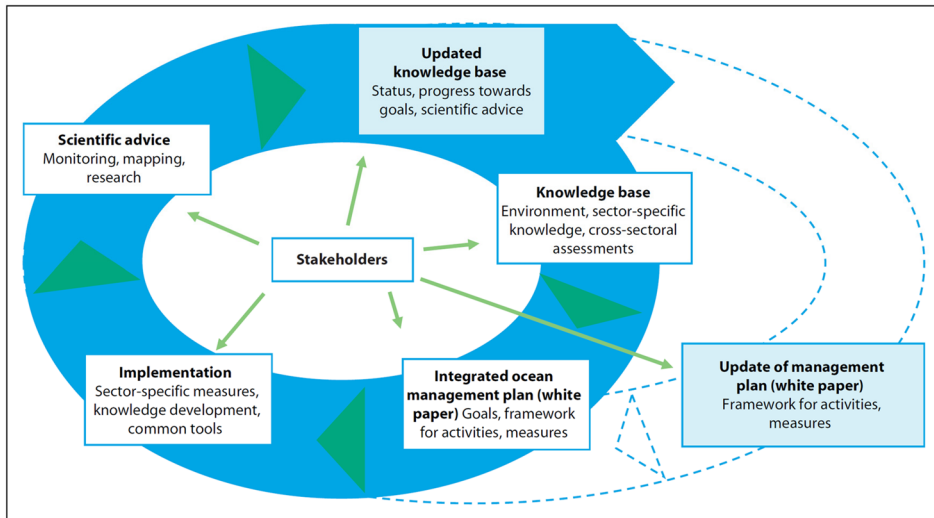 Updated
knowledge base
Status, progress towards
goals, scientific advice
Scientific advice
Monitoring, mapping,
research
Knowledge base
Environment, sector-specific
knowledge, cross-sectoral
assessments
Stakeholders
Implementation
Sector-specific measures,
knowledge development,
common tools
Integrated ocean
management plan (white
paper) Goals, framework
for activities, measures
Update of management
plan (white paper)
Framework for activities,
measures